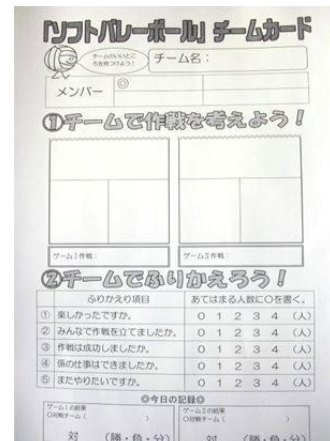 「ソフトバレーボール」チームカード
チームのいいとこ
ろを見つけよう！
チーム名：
メンバー
◎
①チームで作戦を考えよう！
ゲームⅠ作戦：
ゲームⅡ作戦：
②チームでふりかえろう！
ふりかえり項目
あてはまる人数に○を書く。
① 楽しかったですか。 0 1 2 3 4 (人)
② みんなで作戦を立てましたか。 0 1 2 3 4 (人)
③ 作戦は成功しましたか。 0 1 2 3 4 (人)
④ 係の仕事はできましたか。 0 1 2 3 4 (人)
⑤ またやりたいですか。 0 1 2 3 4 (人)
◎今日の記録◎
ゲームⅠの結果
○対戦チーム（ ）
対 （勝・負・分）
ゲームⅡの結果
○対戦チーム（ ）
対 （勝・負・分）